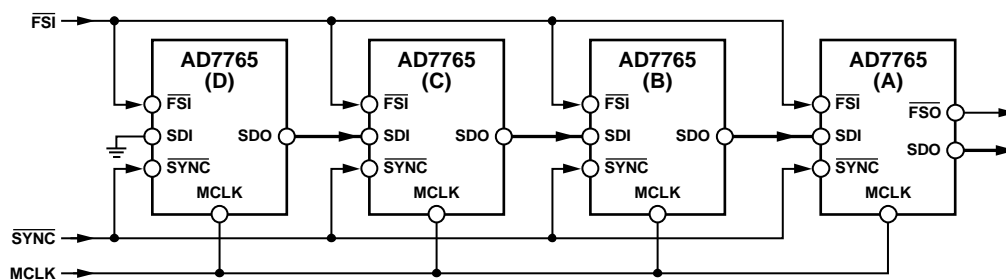 FSI
AD7765
(D)
FSI
SDI
SDO
SYNC
MCLK
AD7765
(C)
FSI
SDI
SDO
SYNC
MCLK
AD7765
(B)
FSI
SDI
SDO
SYNC
MCLK
AD7765
(A)
FSI
FSO
SDI
SDO
SYNC
MCLK
SYNC
MCLK